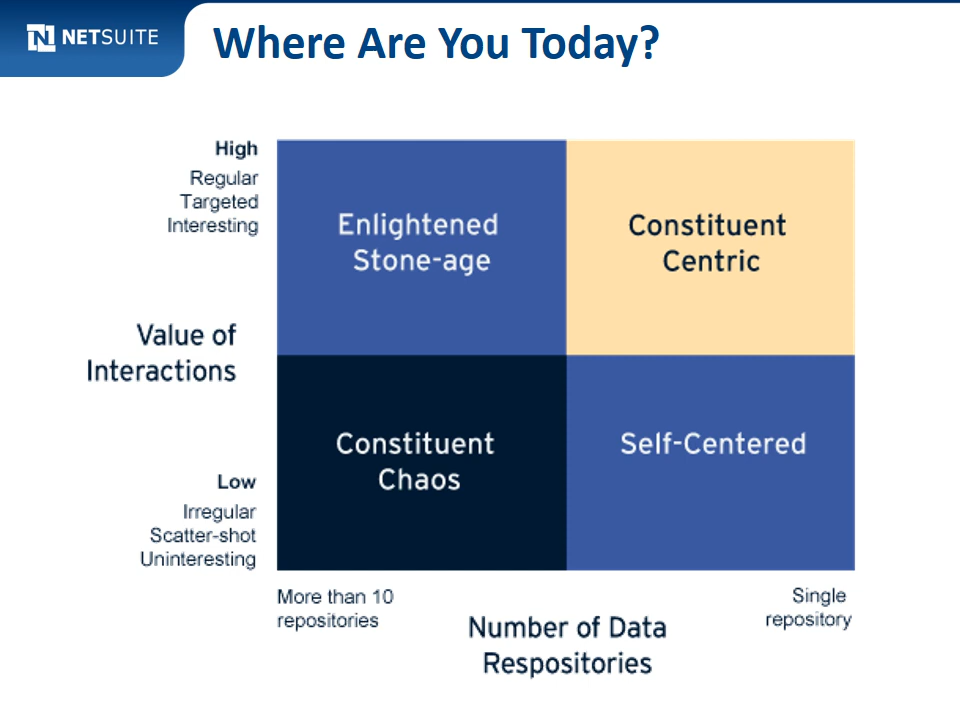 NETSUITE
Where Are You Today?
High
Regular
Targeted
Interesting
Enlightened
Stone-age
Constituent
Centric
Value of
Interactions
Constituent
Chaos
Self-Centered
Low
Irregular
Scatter-shot
Uninteresting
More than 10
repositories
Single
repository
Number of Data
Respositories